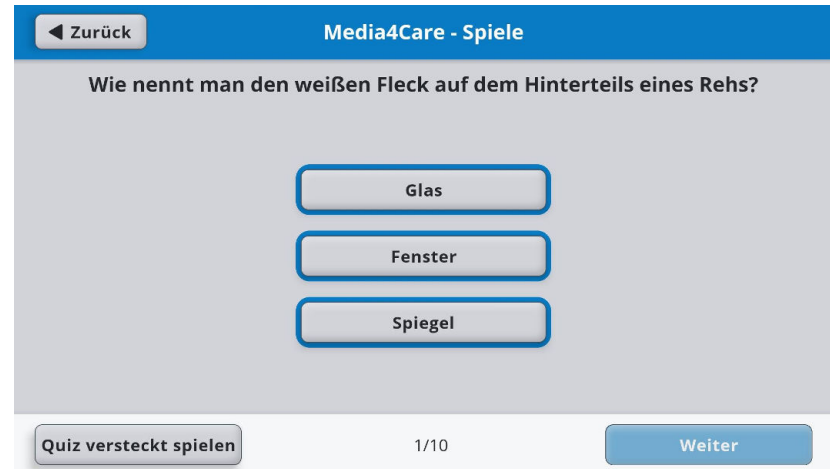 Zurück
Media4Care - Spiele
Wie nennt man den weißen Fleck auf dem Hinterteils eines Rehs?
Glas
Fenster
Spiegel
Quiz versteckt spielen
1/10
Weiter